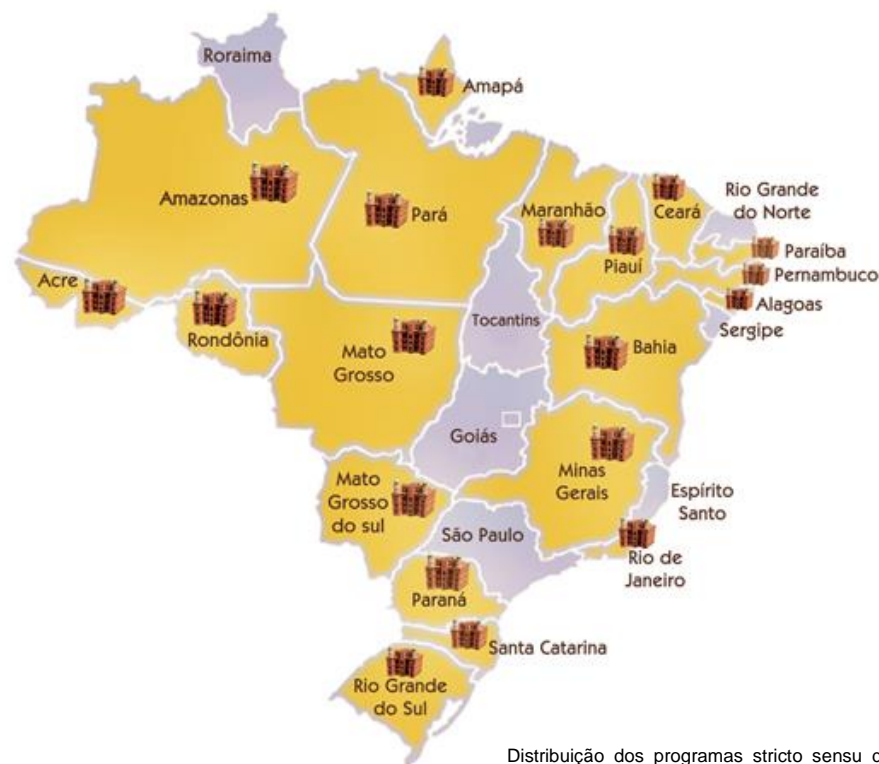 Roraima
Amapá
Amazonas
Pará
Maranhão
Ceará
Rio Grande
do Norte
Piauí
Paraíba
Pernambuco
Alagoas
Sergipe
Acre
Rondônia
Tocantins
Mato
Grosso
Bahia
Goiás
Minas
Gerais
Espírito
Santo
Mato
Grosso
do sul
São Paulo
Rio de
Janeiro
Paraná
Santa Catarina
Rio Grande
do Sul
Distribuição dos programas stricto sensu